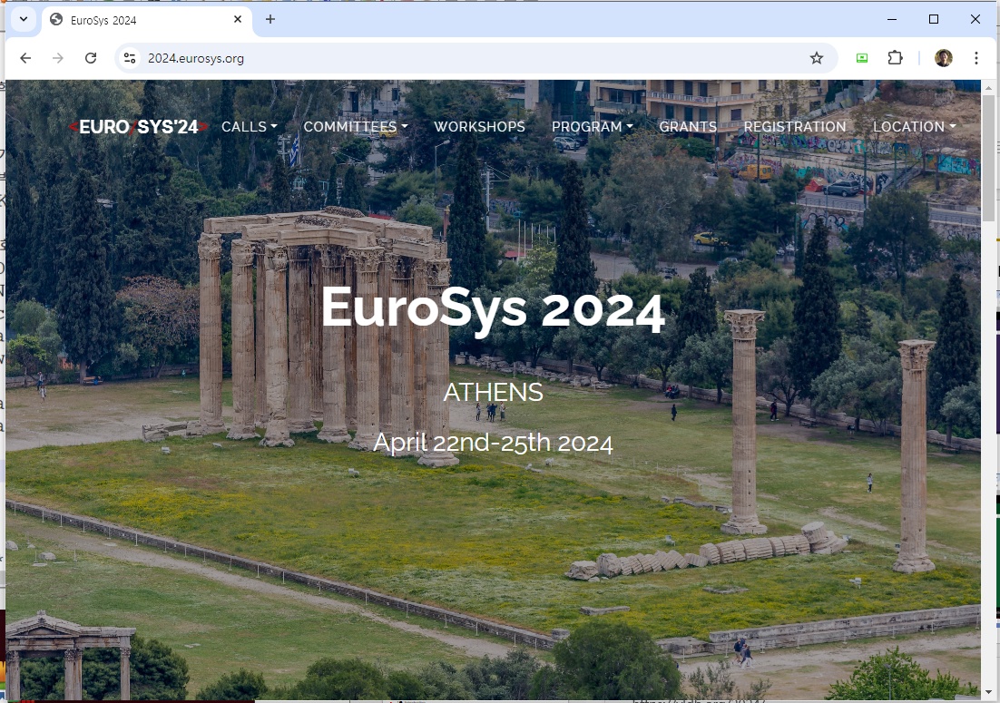 EuroSys 2024
2024.eurosys.org
<EURO/SYS'24> CALLS COMMITTEES WORKSHOPS PROGRAM GRANTS REGISTRATION LOCATION
EuroSys 2024
ATHENS
April 22nd-25th 2024